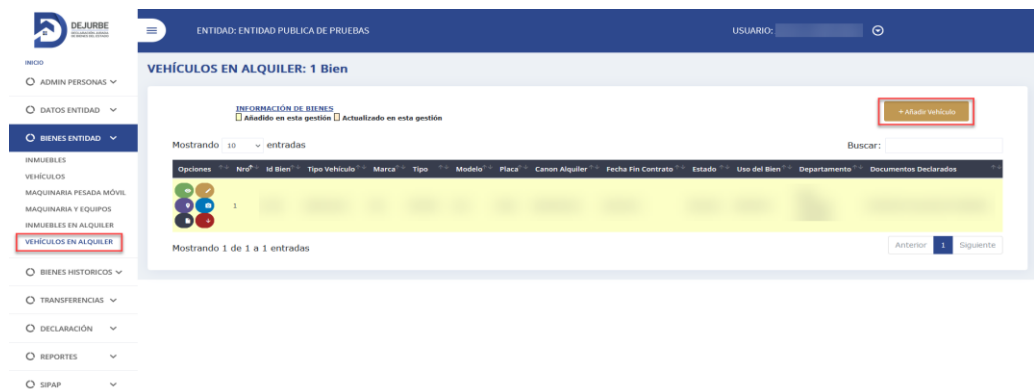 DEJURBE
ENTIDAD: ENTIDAD PUBLICA DE PRUEBAS
USUARIO:
INICIO
ADMIN PERSONAS
DATOS ENTIDAD
BIENES ENTIDAD
INMUEBLES
VEHÍCULOS
MAQUINARIA PESADA MÓVIL
MAQUINARIA Y EQUIPOS
INMUEBLES EN ALQUILER
VEHÍCULOS EN ALQUILER
BIENES HISTORICOS
TRANSFERENCIAS
DECLARACIÓN
REPORTES
SIPAP
VEHÍCULOS EN ALQUILER: 1 Bien
INFORMACIÓN DE BIENES
Añadido en esta gestión Actualizado en esta gestión
+ Añadir Vehículo
Mostrando 10 entradas
Buscar:
Opciones Nro Id Bien Tipo Vehículo Marca Tipo Modelo Placa Canon Alquiler Fecha Fin Contrato Estado Uso del Bien Departamento Documentos Declarados
1
Mostrando 1 de 1 a 1 entradas
Anterior 1 Siguiente